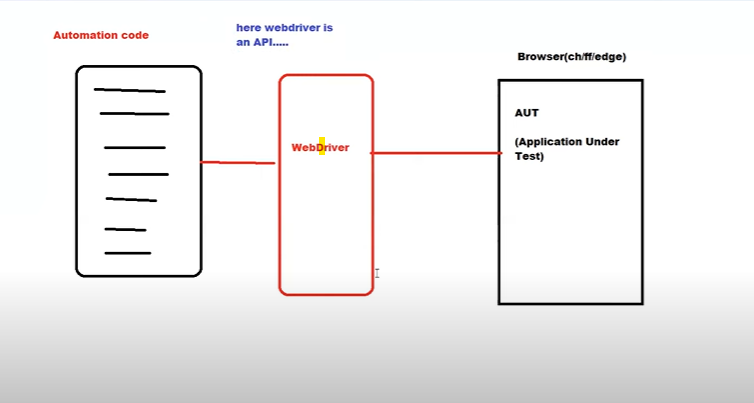 Automation code
here webdriver is
an API.....
Browser(ch/ff/edge)
WebDriver
AUT
(Application Under
Test)